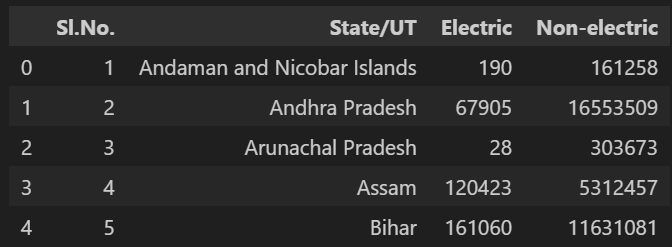 Sl.No. State/UT Electric Non-electric
0 1 Andaman and Nicobar Islands 190 161258
1 2 Andhra Pradesh 67905 16553509
2 3 Arunachal Pradesh 28 303673
3 4 Assam 120423 5312457
4 5 Bihar 161060 11631081